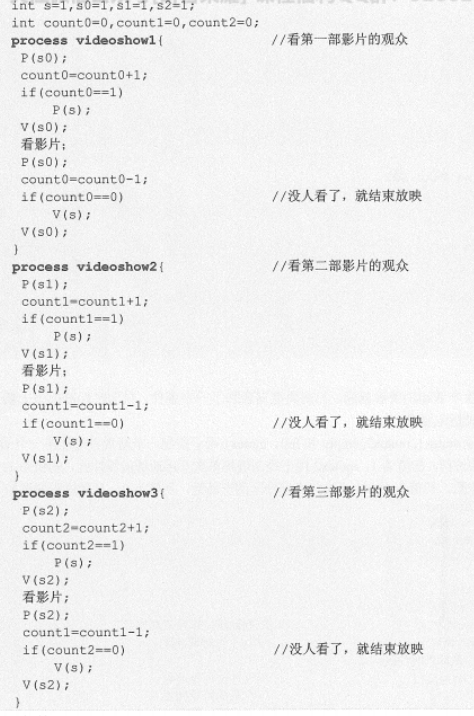 int s=1,s0=1,s1=1,s2=1;
int count0=0,count1=0,count2=0;
process videoshow1{ //看第一部影片的观众
P(s0);
count0=count0+1;
if(count0==1)
P(s);
V(s0);
看影片;
P(s0);
count0=count0-1;
if(count0==0) //没人看了，就结束放映
V(s);
V(s0);
}
process videoshow2{ //看第二部影片的观众
P(s1);
count1=count1+1;
if(count1==1)
P(s);
V(s1);
看影片;
P(s1);
count1=count1-1;
if(count1==0) //没人看了，就结束放映
V(s);
V(s1);
}
process videoshow3{ //看第三部影片的观众
P(s2);
count2=count2+1;
if(count2==1)
P(s);
V(s2);
看影片;
P(s2);
count1=count1-1;
if(count2==0) //没人看了，就结束放映
V(s);
V(s2);
}